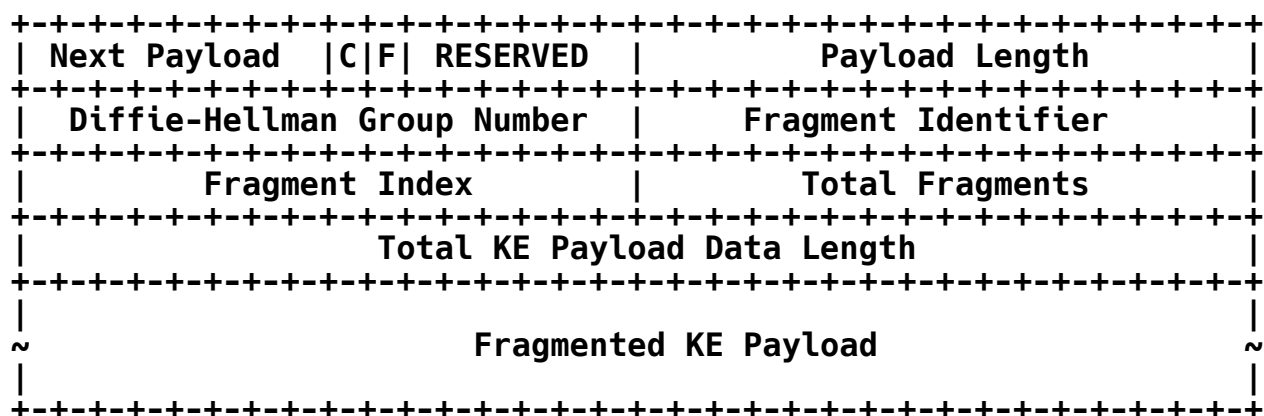 +-+-+-+-+-+-+-+-+-+-+-+-+-+-+-+-+-+-+-+-+-+-+-+-+-+-+-+-+-+-+-+-+
| Next Payload  |C|F| RESERVED  |         Payload Length        |
+-+-+-+-+-+-+-+-+-+-+-+-+-+-+-+-+-+-+-+-+-+-+-+-+-+-+-+-+-+-+-+-+
|  Diffie-Hellman Group Number  |     Fragment Identifier       |
+-+-+-+-+-+-+-+-+-+-+-+-+-+-+-+-+-+-+-+-+-+-+-+-+-+-+-+-+-+-+-+-+
|         Fragment Index        |        Total Fragments        |
+-+-+-+-+-+-+-+-+-+-+-+-+-+-+-+-+-+-+-+-+-+-+-+-+-+-+-+-+-+-+-+-+
|                  Total KE Payload Data Length                 |
+-+-+-+-+-+-+-+-+-+-+-+-+-+-+-+-+-+-+-+-+-+-+-+-+-+-+-+-+-+-+-+-+
|                                                               |
~                       Fragmented KE Payload                   ~
|                                                               |
+-+-+-+-+-+-+-+-+-+-+-+-+-+-+-+-+-+-+-+-+-+-+-+-+-+-+-+-+-+-+-+-+